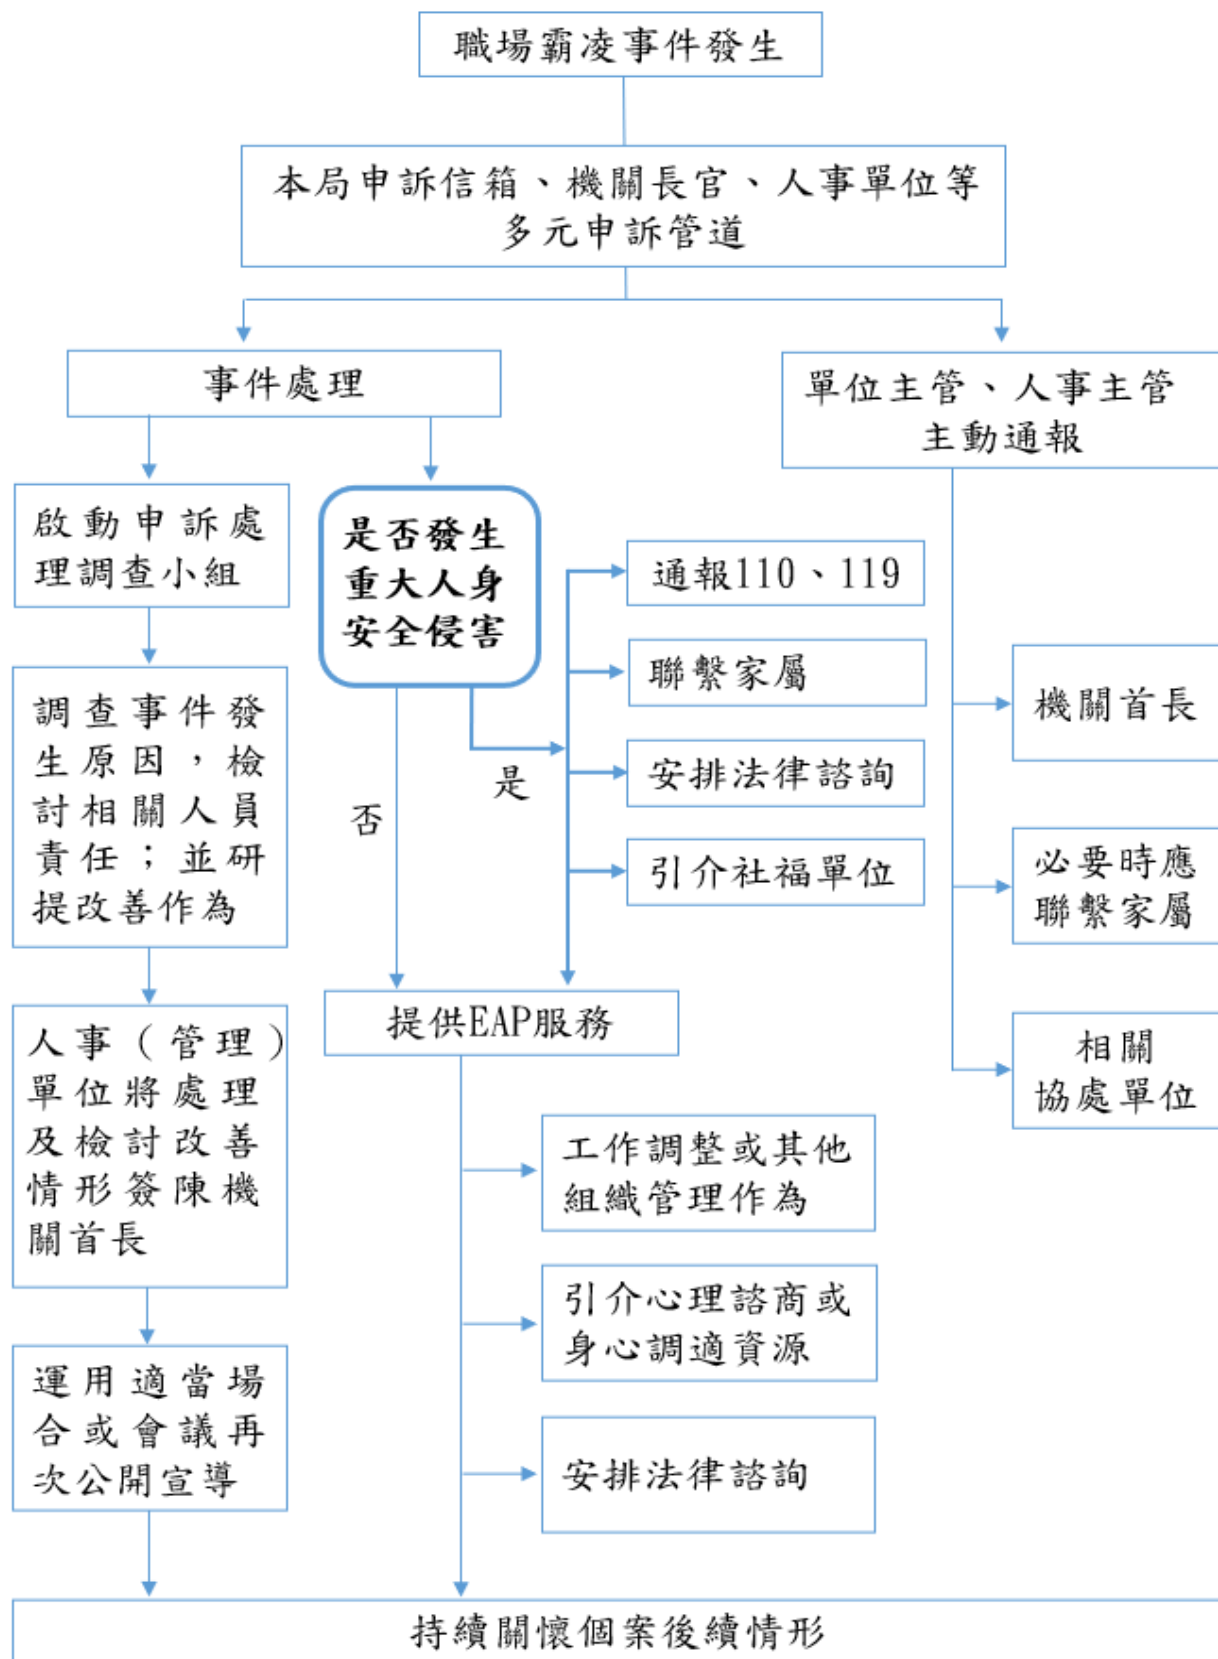 職場霸凌事件發生
本局申訴信箱、機關長官、人事單位等
多元申訴管道
事件處理
單位主管、人事主管
主動通報
啟動申訴處
理調查小組
是否發生
重大人身
安全侵害
通報110、119
聯繫家屬
安排法律諮詢
引介社福單位
是
否
機關首長
必要時應
聯繫家屬
相關
協處單位
調查事件發
生原因，檢
討相關人員
責任；並研
提改善作為
人事（管理）
單位將處理
及檢討改善
情形簽陳機
關首長
提供EAP服務
工作調整或其他
組織管理作為
引介心理諮商或
身心調適資源
安排法律諮詢
運用適當場
合或會議再
次公開宣導
持續關懷個案後續情形